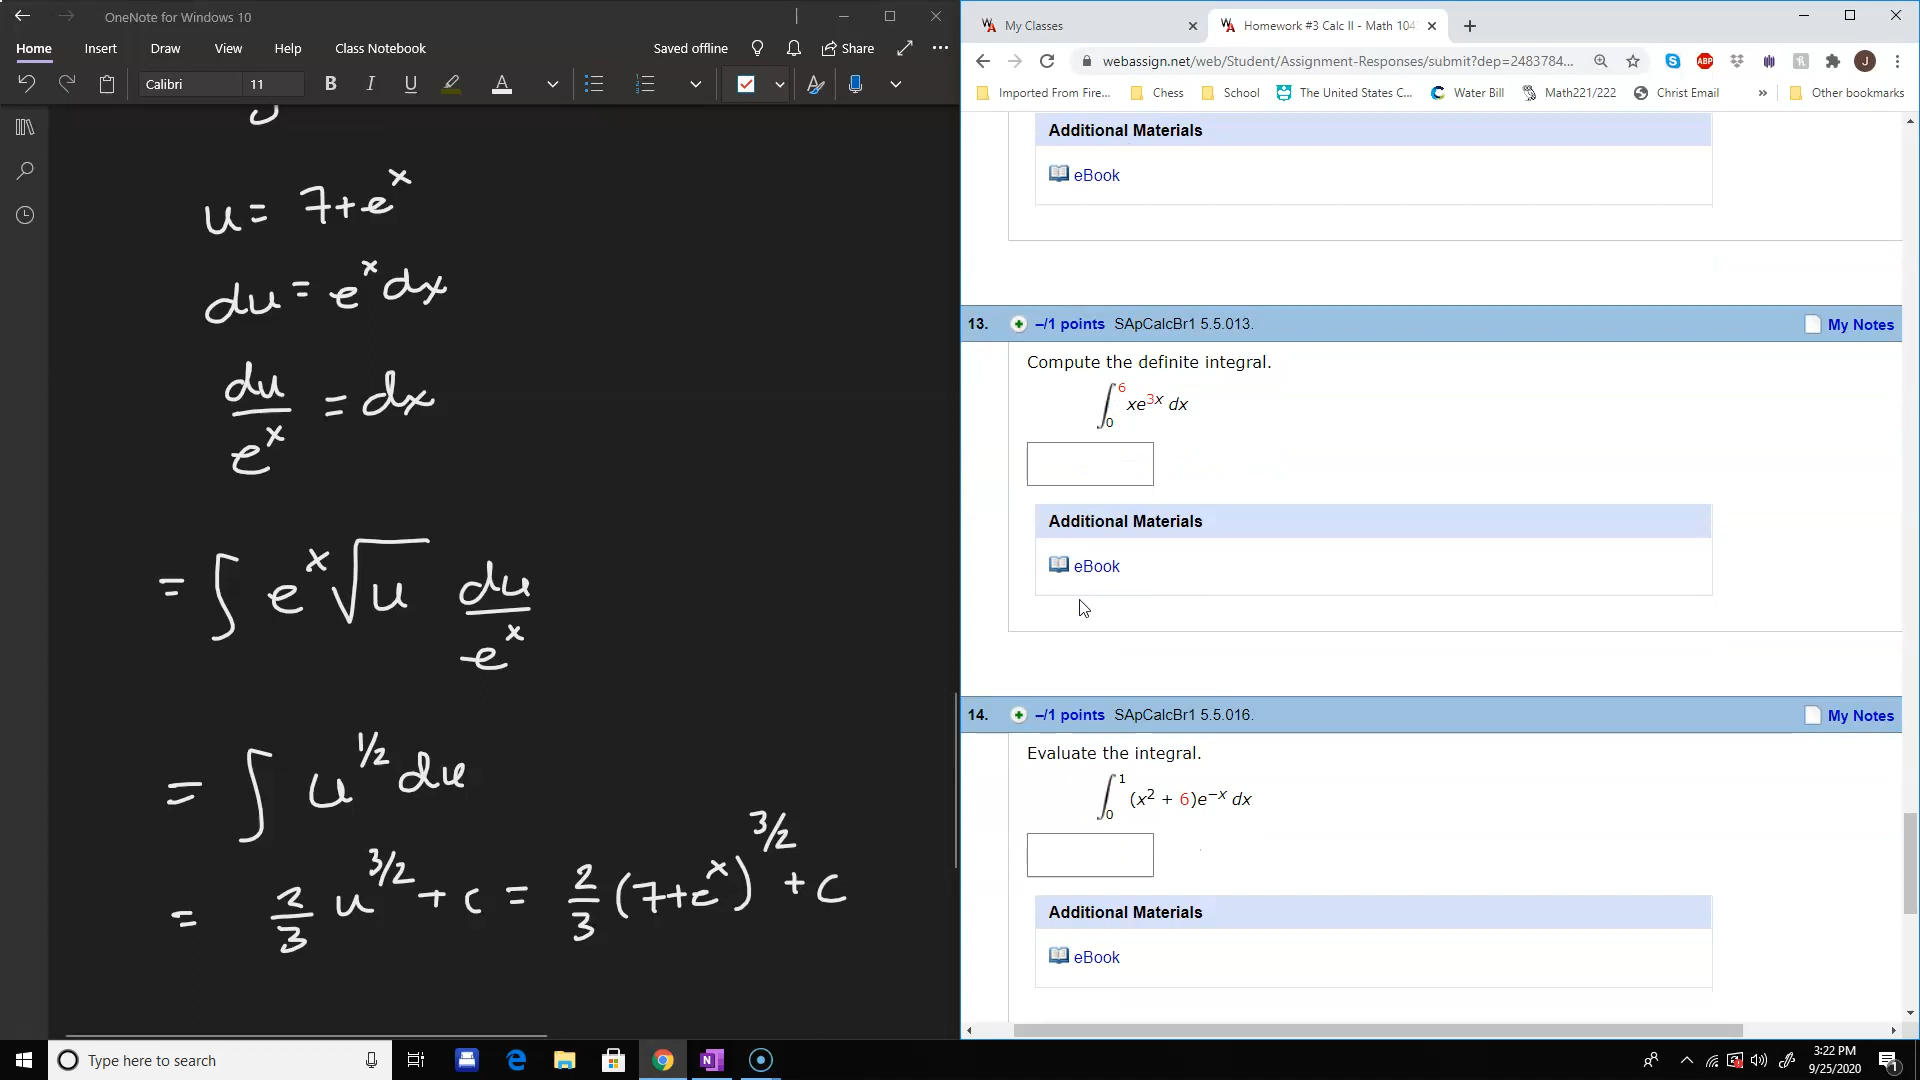 OneNote for Windows 10
Home Insert Draw View Help Class Notebook Saved offline Share
Calibri 11 B I U A
u = 7+e^x
du = e^x dx
du/e^x = dx
= ∫ e^x √u du/e^x
= ∫ u^1/2 du
= 2/3 u^3/2 + c = 2/3 (7+e^x)^3/2 + c
My Classes Homework #3 Calc II - Math 104
webassign.net/web/Student/Assignment-Responses/submit?dep=2483784... ABP J
Imported From Fire... Chess School The United States C... Water Bill Math221/222 Christ Email » Other bookmarks
Additional Materials
eBook
13. –/1 points SApCalcBr1 5.5.013. My Notes
Compute the definite integral.
∫_0^6 xe^3x dx
Additional Materials
eBook
14. –/1 points SApCalcBr1 5.5.016. My Notes
Evaluate the integral.
∫_0^1 (x^2 + 6)e^−x dx
Additional Materials
eBook
Type here to search
3:22 PM
9/25/2020
1